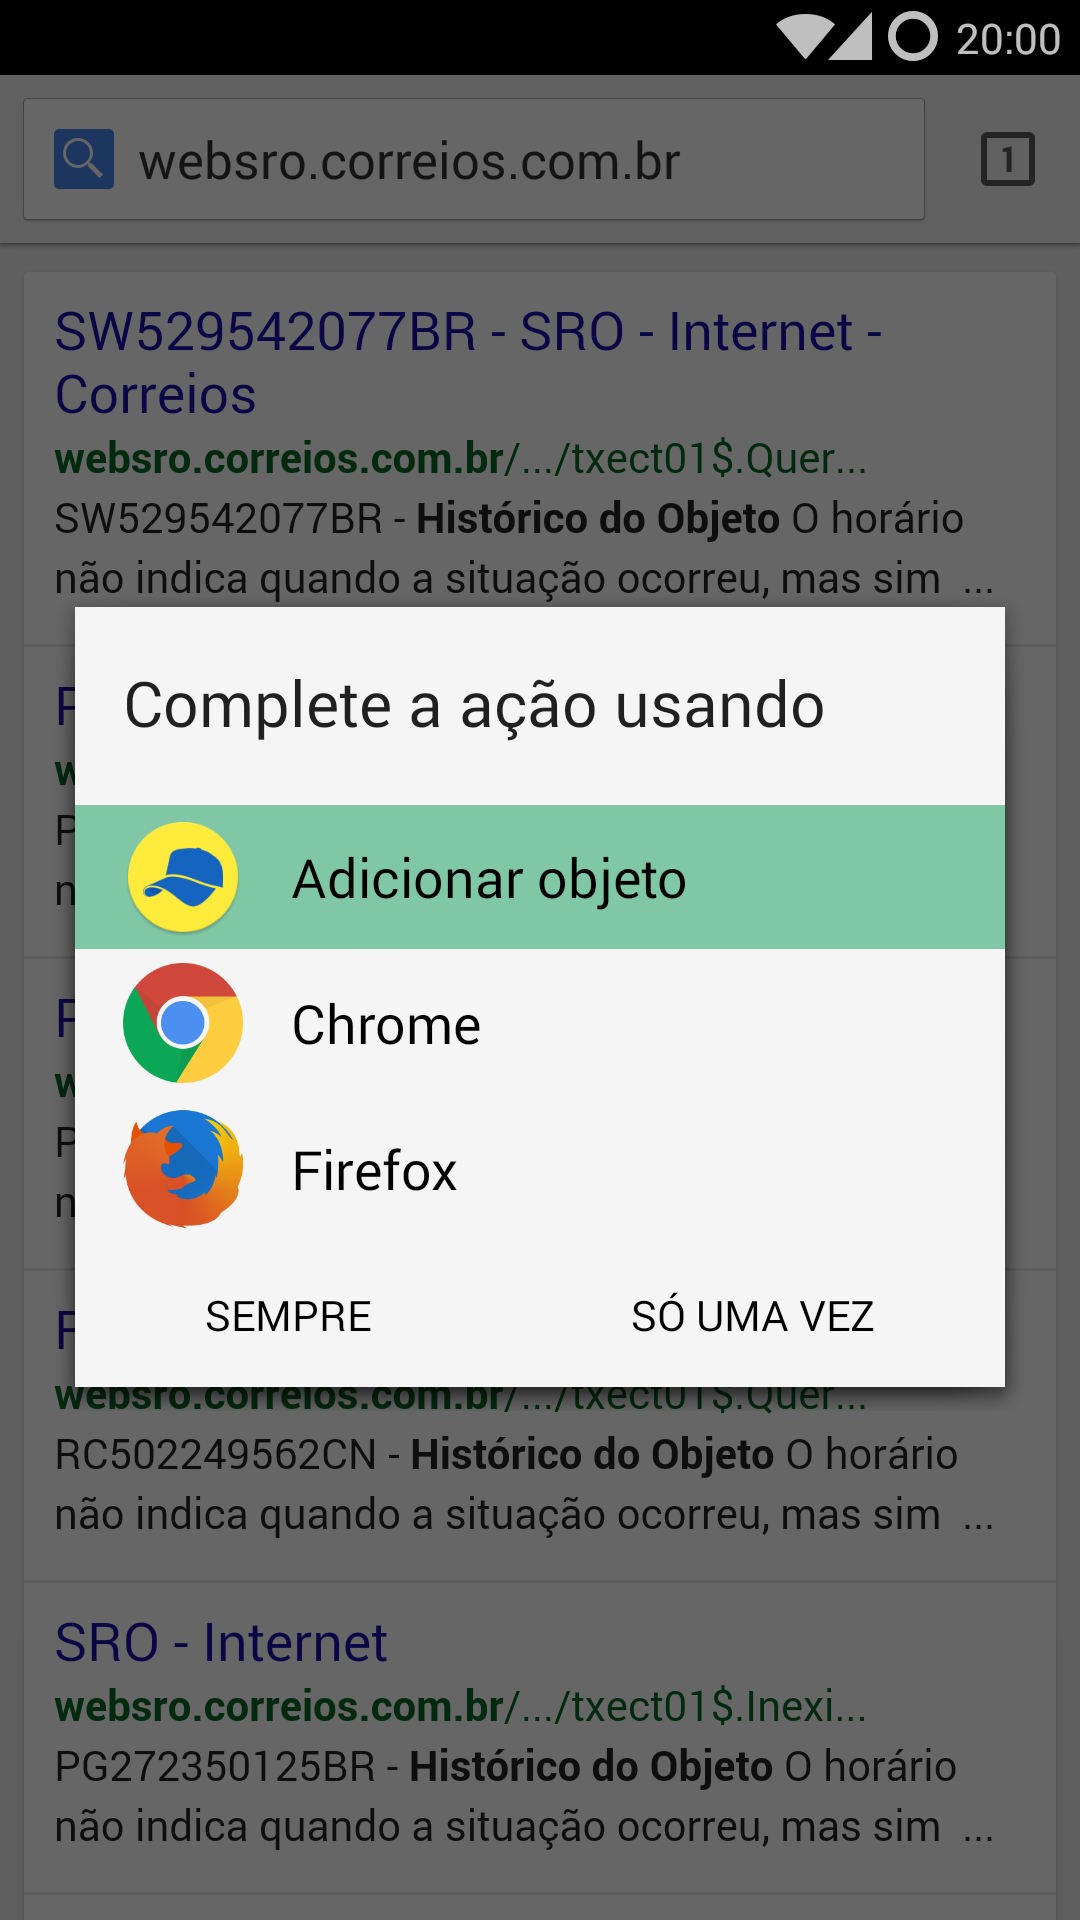 20:00
websro.correios.com.br
1
SW529542077BR - SRO - Internet -
Correios
websro.correios.com.br/.../txect01$.Quer...
SW529542077BR - Histórico do Objeto O horário
não indica quando a situação ocorreu, mas sim ...
Complete a ação usando
Adicionar objeto
Chrome
Firefox
SEMPRE
SÓ UMA VEZ
websro.correios.com.br/.../txect01$.Quer...
RC502249562CN - Histórico do Objeto O horário
não indica quando a situação ocorreu, mas sim ...
SRO - Internet
websro.correios.com.br/.../txect01$.Inexi...
PG272350125BR - Histórico do Objeto O horário
não indica quando a situação ocorreu, mas sim ...